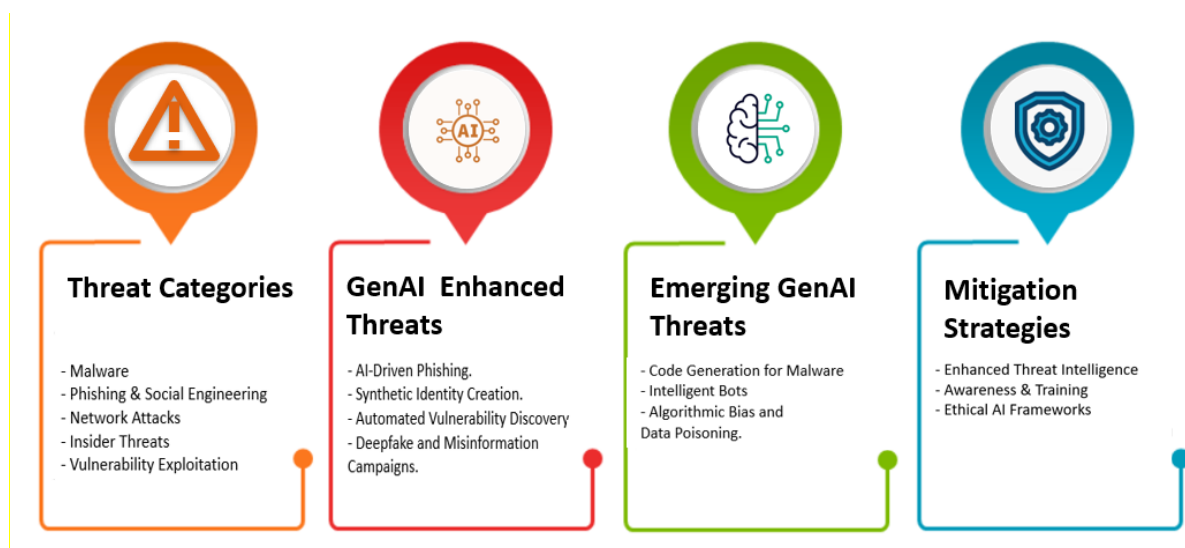 AI
Threat Categories
- Malware
- Phishing & Social Engineering
- Network Attacks
- Insider Threats
- Vulnerability Exploitation
GenAI Enhanced
Threats
- AI-Driven Phishing.
- Synthetic Identity Creation.
- Automated Vulnerability Discovery
- Deepfake and Misinformation
Campaigns.
Emerging GenAI
Threats
- Code Generation for Malware
- Intelligent Bots
- Algorithmic Bias and
Data Poisoning.
Mitigation
Strategies
- Enhanced Threat Intelligence
- Awareness & Training
- Ethical AI Frameworks